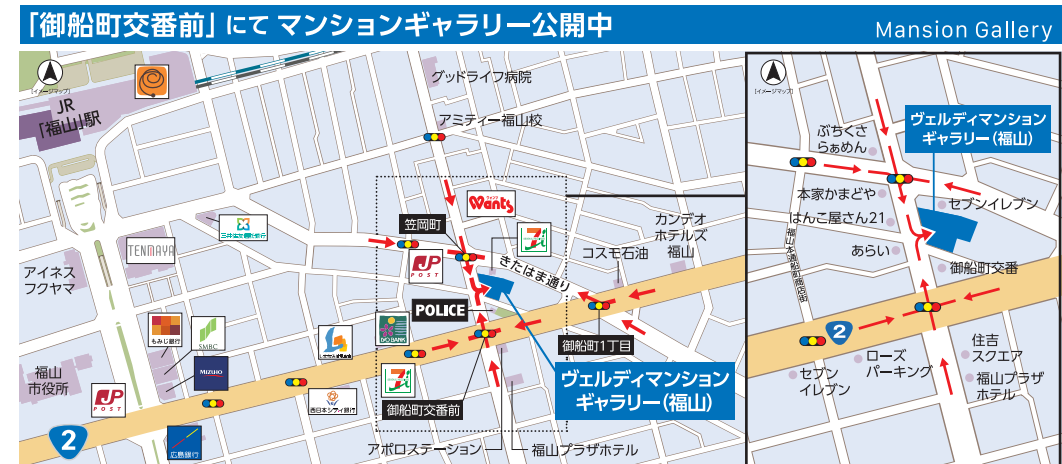 「御船町交番前」にて マンションギャラリー公開中
Mansion Gallery
[イメージマップ]
JR
「福山」駅
グッドライフ病院
アミティー福山校
Wants
笠岡町
カンデオ
ホテルズ
福山
コスモ石油
きたはま通り
TENMAYA
アイネス
フクヤマ
JP
POST
POLICE
御船町1丁目
もみじ銀行
SMBC
MIZUHO
福山
市役所
JP
POST
西日本シティ銀行
御船町交番前
ヴェルディマンション
ギャラリー(福山)
2
広島銀行
アポロステーション
福山プラザホテル
[イメージマップ]
ヴェルディマンション
ギャラリー(福山)
ぶちくさ
らぁめん
本家かまどや
はんこ屋さん21
セブンイレブン
あらい
福山本通船町商店街
御船町交番
2
セブン
イレブン
ローズ
パーキング
住吉
スクエア
福山プラザ
ホテル